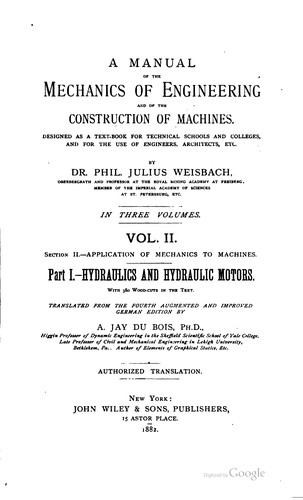 A MANUAL
OF THE
MECHANICS OF ENGINEERING
AND OF THE
CONSTRUCTION OF MACHINES.
DESIGNED AS A TEXT-BOOK FOR TECHNICAL SCHOOLS AND COLLEGES,
AND FOR THE USE OF ENGINEERS, ARCHITECTS, ETC.
BY
DR. PHIL. JULIUS WEISBACH,
OBERBERGRATH AND PROFESSOR AT THE ROYAL MINING ACADEMY AT FREIBERG,
MEMBER OF THE IMPERIAL ACADEMY OF SCIENCES
AT ST. PETERSBURG, ETC.
IN THREE VOLUMES.
VOL. II.
SECTION II.—APPLICATION OF MECHANICS TO MACHINES.
Part I.—HYDRAULICS AND HYDRAULIC MOTORS.
WITH 380 WOOD-CUTS IN THE TEXT.
TRANSLATED FROM THE FOURTH AUGMENTED AND IMPROVED
GERMAN EDITION BY
A. JAY DU BOIS, PH.D.,
Higgin Professor of Dynamic Engineering in the Sheffield Scientific School of Yale College,
Late Professor of Civil and Mechanical Engineering in Lehigh University,
Bethlehem, Pa., Author of Elements of Graphical Statics, Etc.
AUTHORIZED TRANSLATION.
NEW YORK:
JOHN WILEY & SONS, PUBLISHERS,
15 ASTOR PLACE.
1882.
Digitized by Google